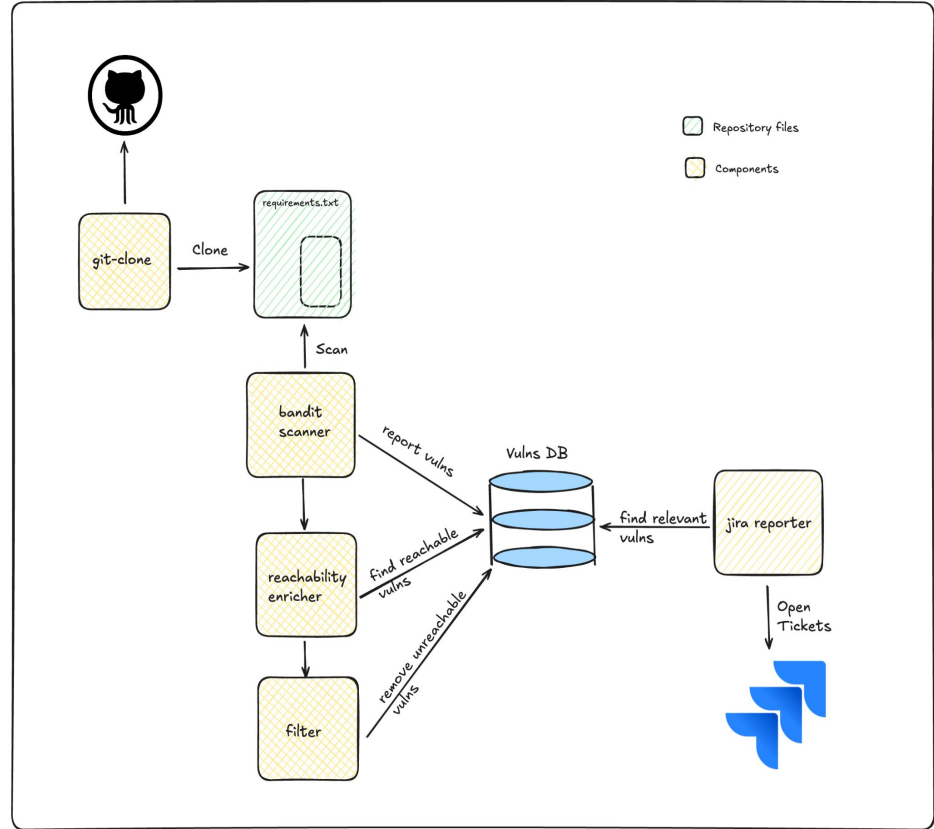 Repository files
Components
requirements.txt
git-clone
Clone
Scan
bandit
scanner
report vulns
Vulns DB
find relevant
vulns
jira reporter
find reachable
vulns
reachability
enricher
Open
Tickets
remove unreachable
vulns
filter